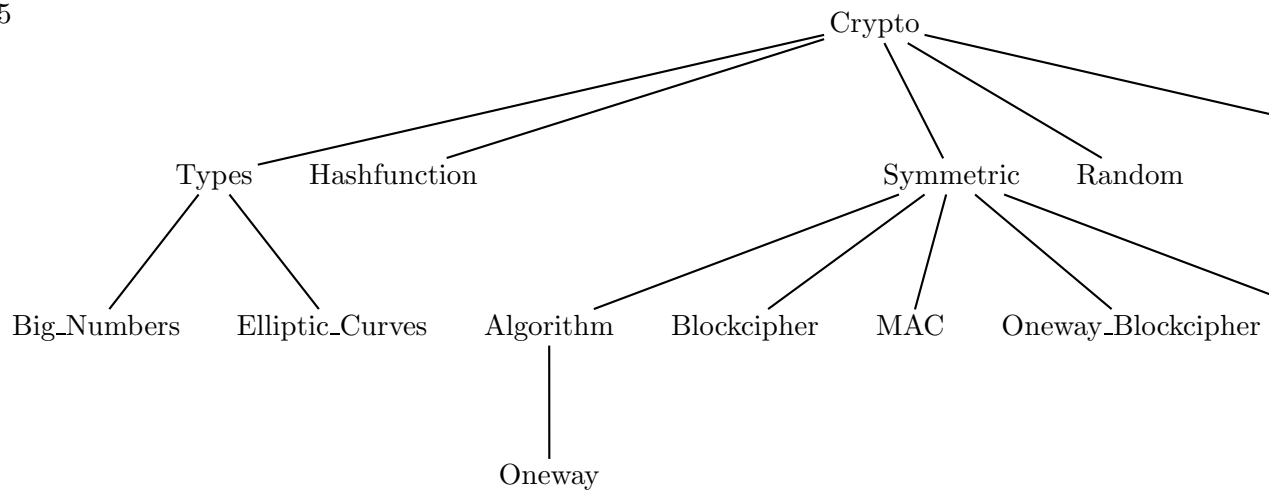 5
Crypto
Types Hashfunction Symmetric Random
Big_Numbers Elliptic_Curves Algorithm Blockcipher MAC Oneway_Blockcipher
Oneway